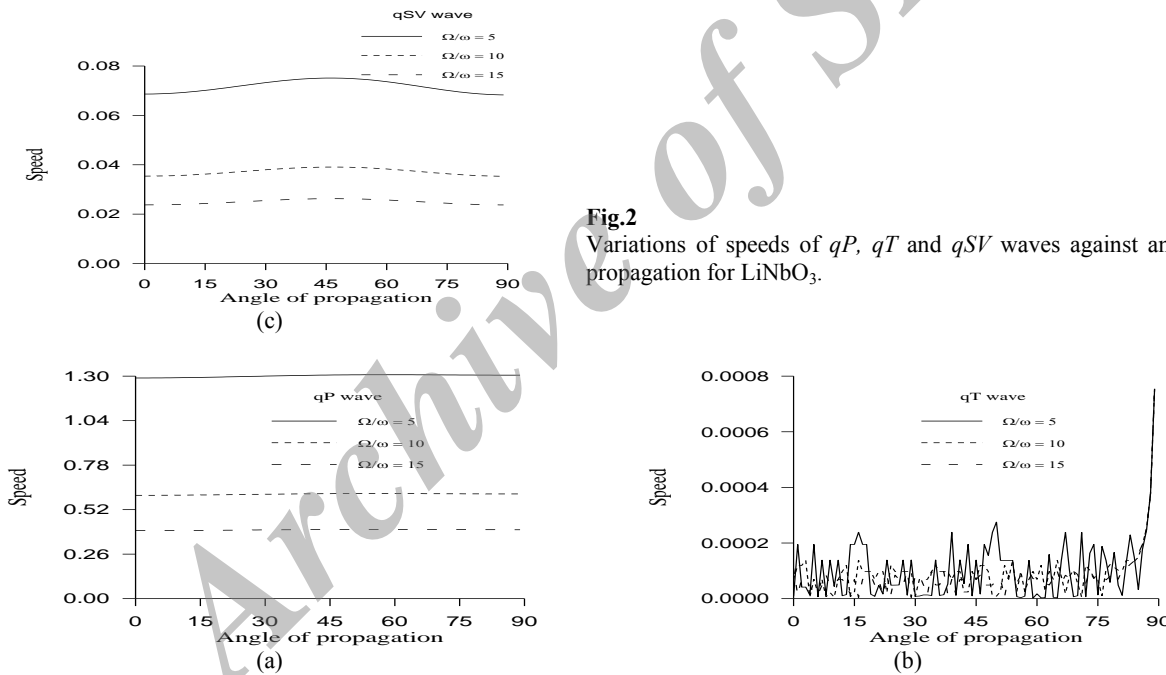 qSV wave
Ω/ω = 5
Ω/ω = 10
Ω/ω = 15
0.08
0.06
0.04
0.02
0.00
Speed
0 15 30 45 60 75 90
Angle of propagation
(c)
Fig.2
Variations of speeds of qP, qT and qSV waves against an
propagation for LiNbO₃.
1.30
1.04
0.78
0.52
0.26
0.00
Speed
qP wave
Ω/ω = 5
Ω/ω = 10
Ω/ω = 15
0 15 30 45 60 75 90
Angle of propagation
(a)
0.0008
0.0006
0.0004
0.0002
0.0000
Speed
qT wave
Ω/ω = 5
Ω/ω = 10
Ω/ω = 15
0 15 30 45 60 75 90
Angle of propagation
(b)
Archive of S